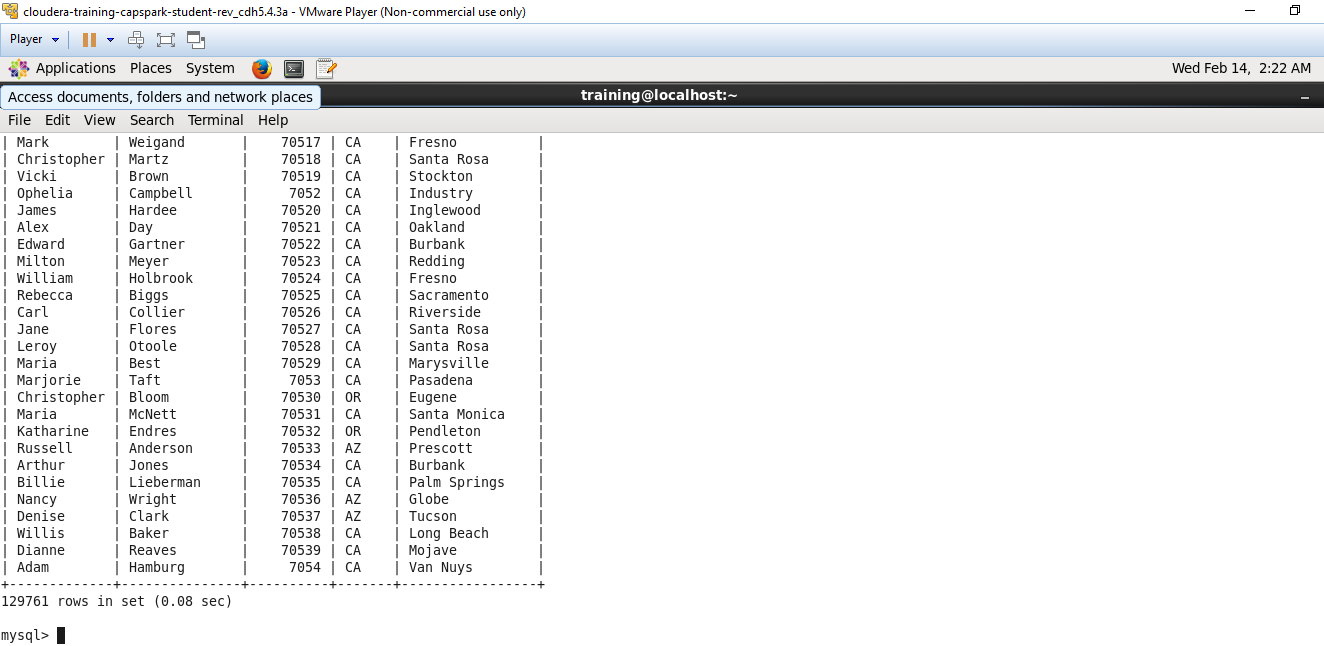 cloudera-training-capspark-student-rev_cdh5.4.3a - VMware Player (Non-commercial use only)
Player
Applications Places System Wed Feb 14, 2:22 AM
Access documents, folders and network places training@localhost:~
File Edit View Search Terminal Help
| Mark        | Weigand       |    70517 | CA    | Fresno          |
| Christopher | Martz         |    70518 | CA    | Santa Rosa      |
| Vicki       | Brown         |    70519 | CA    | Stockton        |
| Ophelia     | Campbell      |     7052 | CA    | Industry        |
| James       | Hardee        |    70520 | CA    | Inglewood       |
| Alex        | Day           |    70521 | CA    | Oakland         |
| Edward      | Gartner       |    70522 | CA    | Burbank         |
| Milton      | Meyer         |    70523 | CA    | Redding         |
| William     | Holbrook      |    70524 | CA    | Fresno          |
| Rebecca     | Biggs         |    70525 | CA    | Sacramento      |
| Carl        | Collier       |    70526 | CA    | Riverside       |
| Jane        | Flores        |    70527 | CA    | Santa Rosa      |
| Leroy       | Otoole        |    70528 | CA    | Santa Rosa      |
| Maria       | Best          |    70529 | CA    | Marysville      |
| Marjorie    | Taft          |     7053 | CA    | Pasadena        |
| Christopher | Bloom         |    70530 | OR    | Eugene          |
| Maria       | McNett        |    70531 | CA    | Santa Monica    |
| Katharine   | Endres        |    70532 | OR    | Pendleton       |
| Russell     | Anderson      |    70533 | AZ    | Prescott        |
| Arthur      | Jones         |    70534 | CA    | Burbank         |
| Billie      | Lieberman     |    70535 | CA    | Palm Springs    |
| Nancy       | Wright        |    70536 | AZ    | Globe           |
| Denise      | Clark         |    70537 | AZ    | Tucson          |
| Willis      | Baker         |    70538 | CA    | Long Beach      |
| Dianne      | Reaves        |    70539 | CA    | Mojave          |
| Adam        | Hamburg       |     7054 | CA    | Van Nuys        |
+-------------+---------------+----------+-------+-----------------+
129761 rows in set (0.08 sec)
mysql>